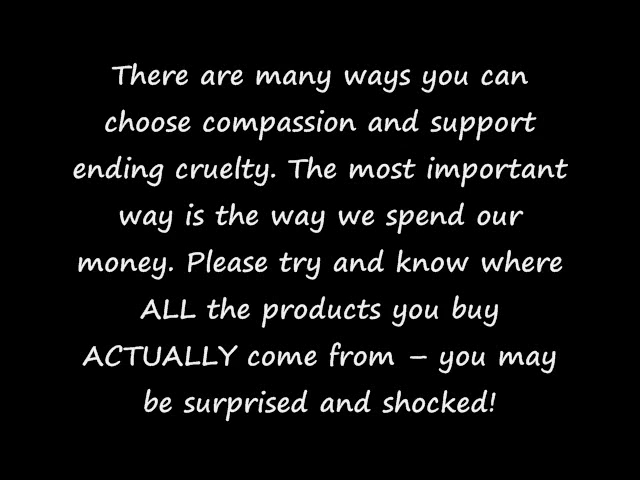 There are many ways you can
choose compassion and support
ending cruelty. The most important
way is the way we spend our
money. Please try and know where
ALL the products you buy
ACTUALLY come from – you may
be surprised and shocked!